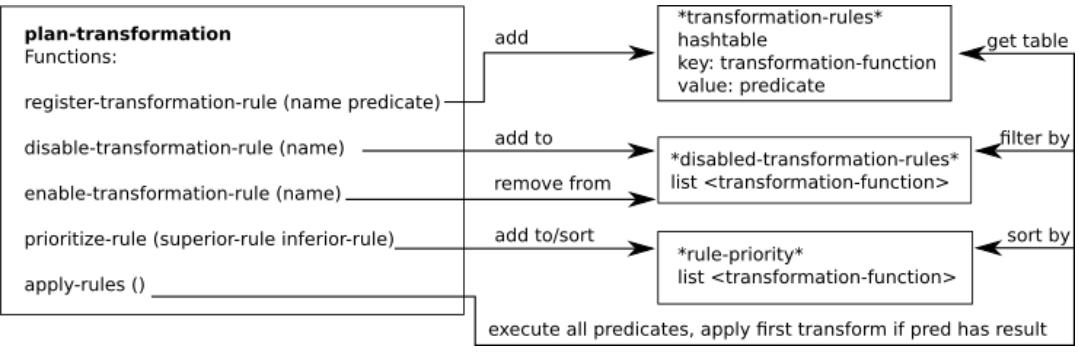 plan-transformation
Functions:
register-transformation-rule (name predicate)
disable-transformation-rule (name)
enable-transformation-rule (name)
prioritize-rule (superior-rule inferior-rule)
apply-rules ()
add
add to
remove from
add to/sort
*transformation-rules*
hashtable
key: transformation-function
value: predicate
*disabled-transformation-rules*
list <transformation-function>
*rule-priority*
list <transformation-function>
get table
filter by
sort by
execute all predicates, apply first transform if pred has result